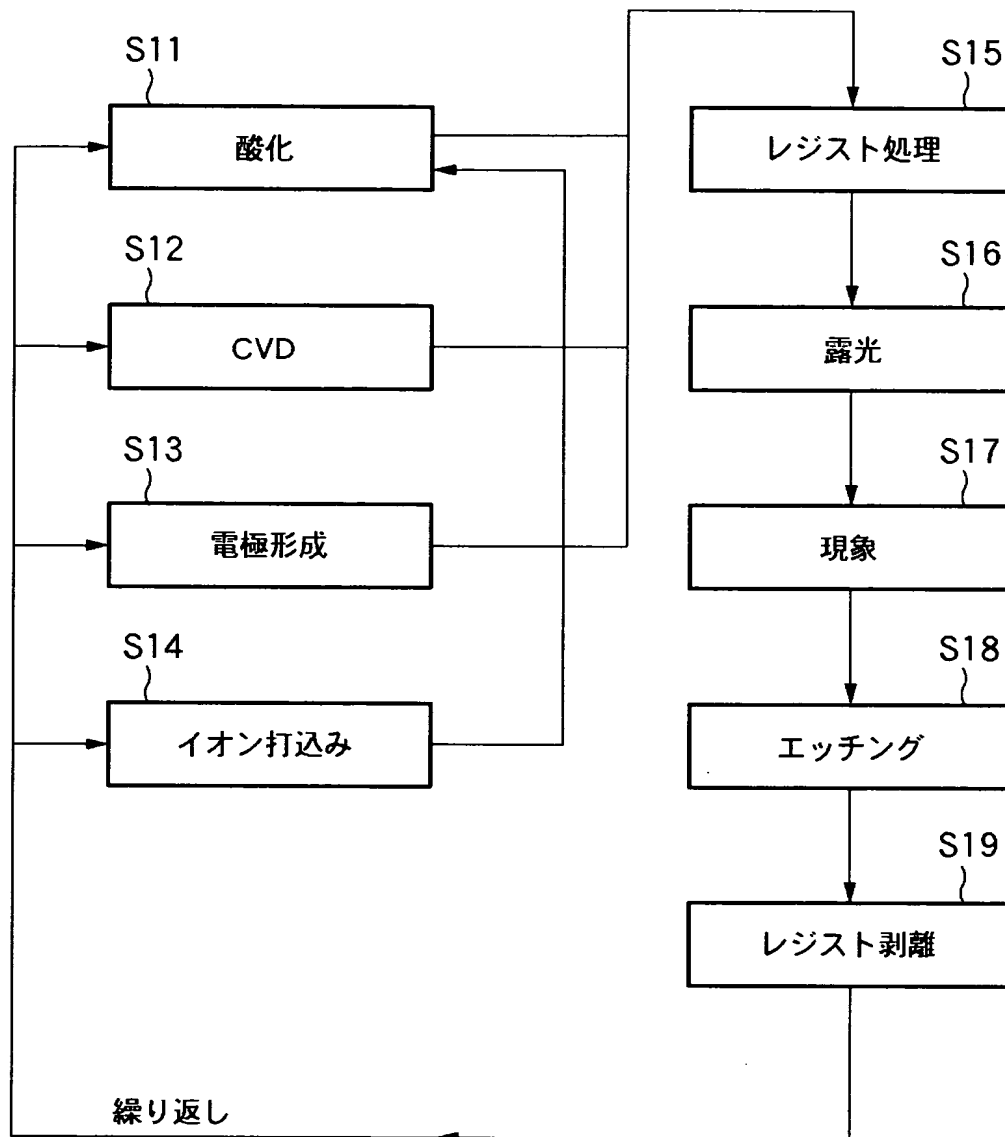 S11
酸化
S12
CVD
S13
電極形成
S14
イオン打込み
S15
レジスト処理
S16
露光
S17
現象
S18
エッチング
S19
レジスト剥離
繰り返し